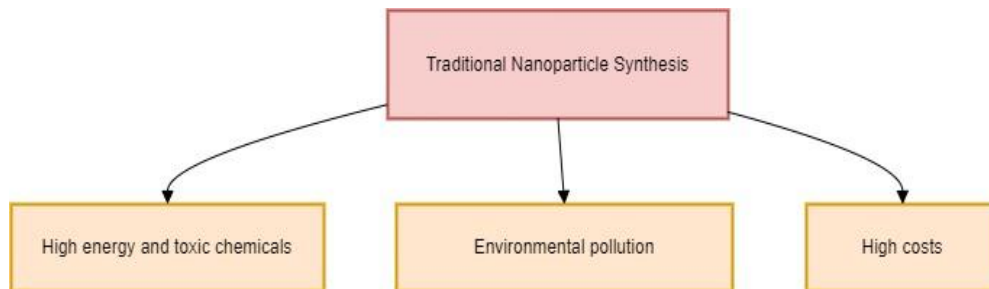 Traditional Nanoparticle Synthesis
High energy and toxic chemicals
Environmental pollution
High costs